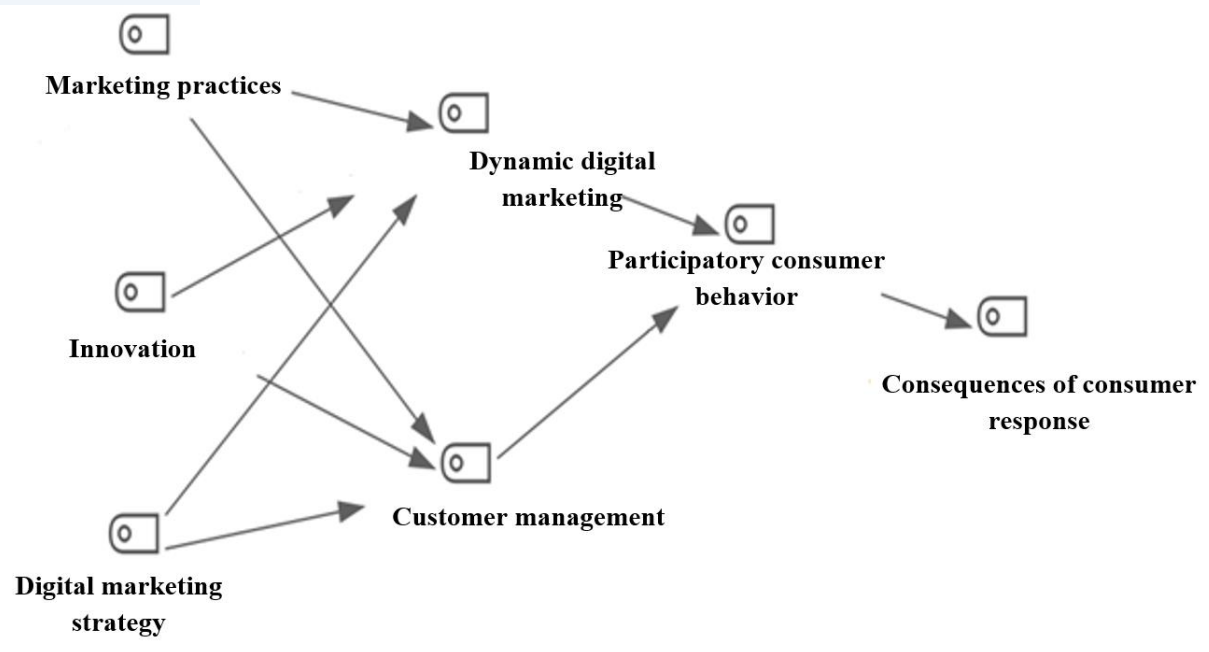 Marketing practices
Dynamic digital
marketing
Participatory consumer
behavior
Innovation
Consequences of consumer
response
Customer management
Digital marketing
strategy